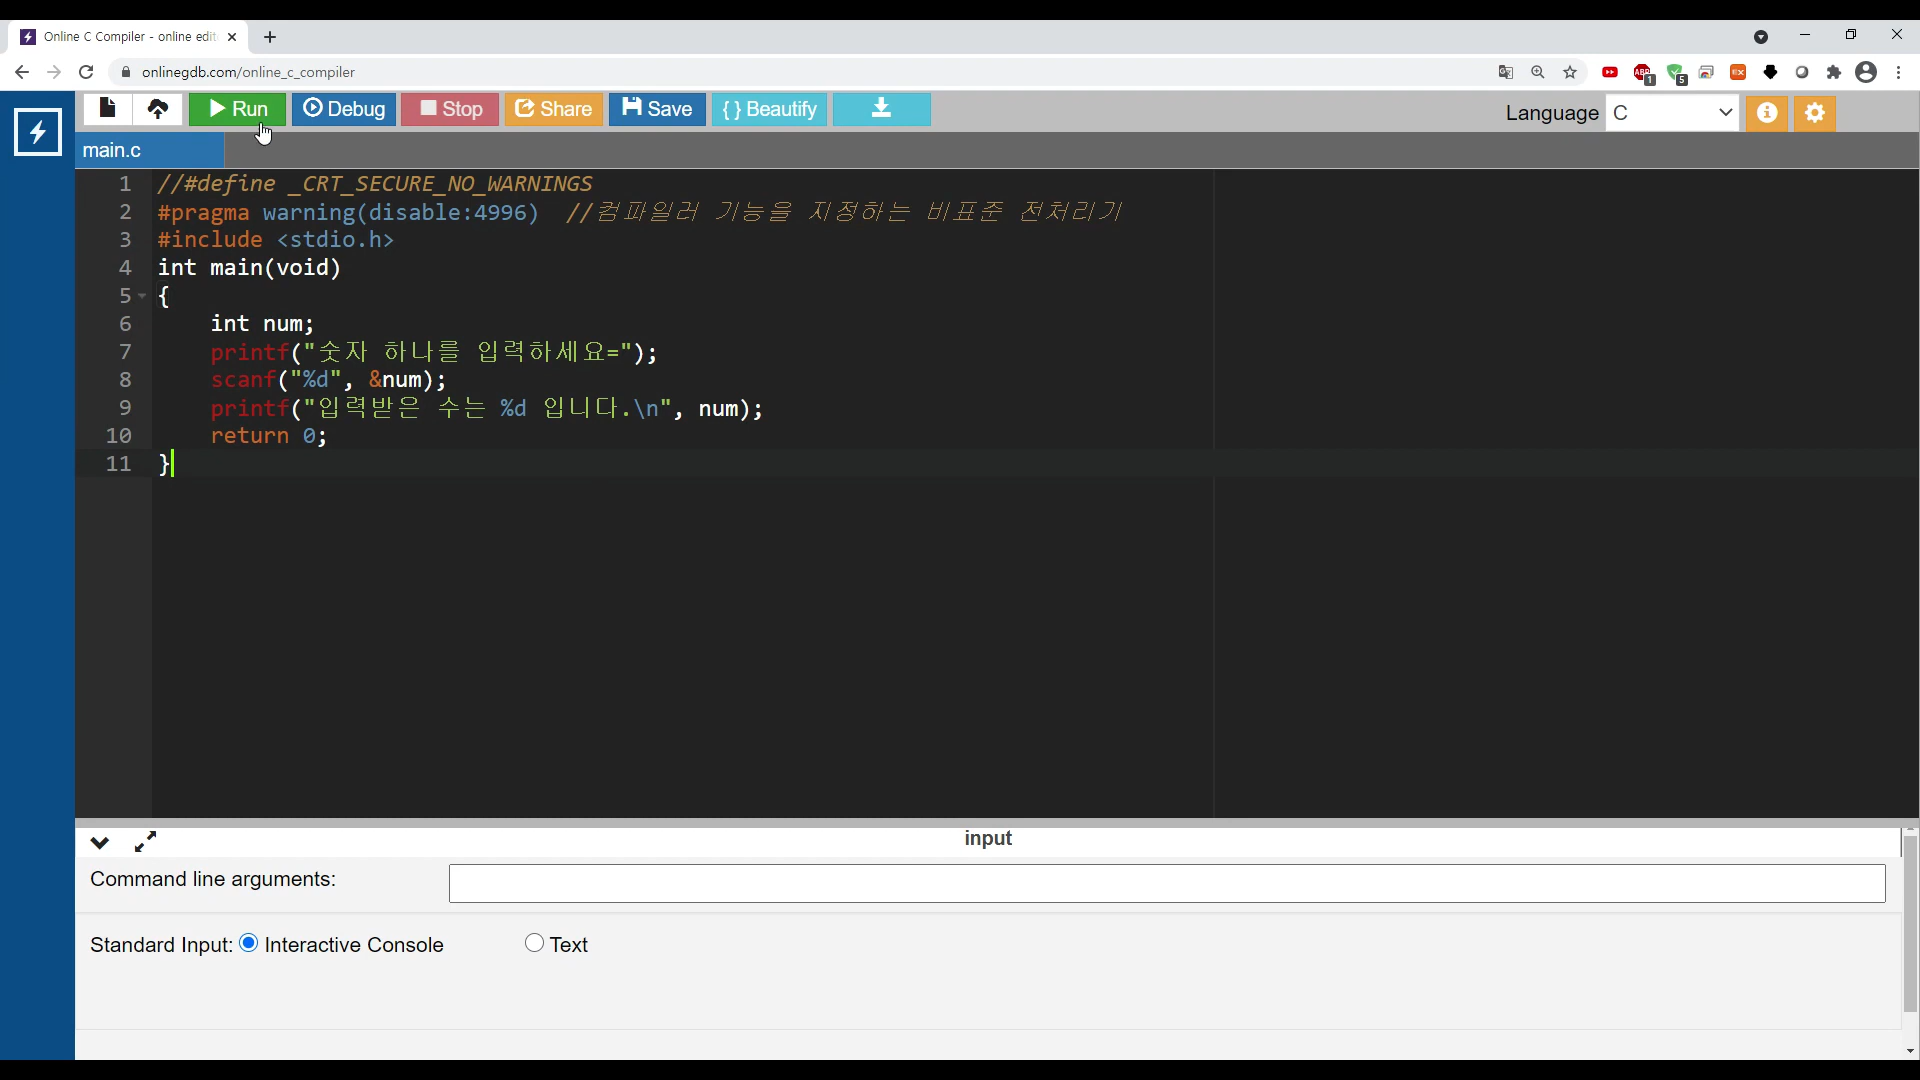 Online C Compiler - online edit
onlinegdb.com/online_c_compiler
ABP 1 5 EX
Run Debug Stop Share Save { } Beautify Language C
main.c
1 //#define _CRT_SECURE_NO_WARNINGS
2 #pragma warning(disable:4996) //컴파일러 기능을 지정하는 비표준 전처리기
3 #include <stdio.h>
4 int main(void)
5 {
6 int num;
7 printf("숫자 하나를 입력하세요=");
8 scanf("%d", &num);
9 printf("입력받은 수는 %d 입니다.\n", num);
10 return 0;
11 }
input
Command line arguments:
Standard Input: Interactive Console Text